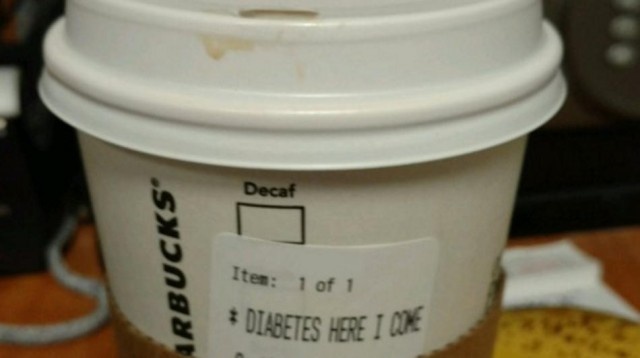 Decaf
ARBUCKS®
Item: 1 of 1
# DIABETES HERE I COME